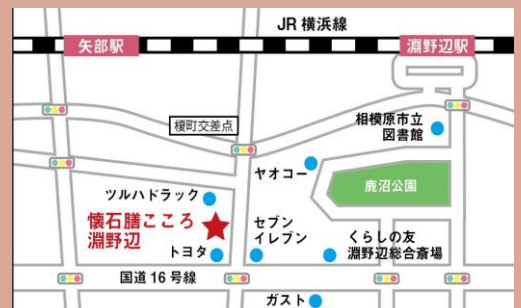 JR 横浜線
矢部駅
淵野辺駅
榎町交差点
相模原市立
図書館
ヤオコー
鹿沼公園
ツルハドラック
懐石膳こころ
淵野辺
セブン
イレブン
くらしの友
淵野辺総合斎場
トヨタ
国道 16 号線
ガスト